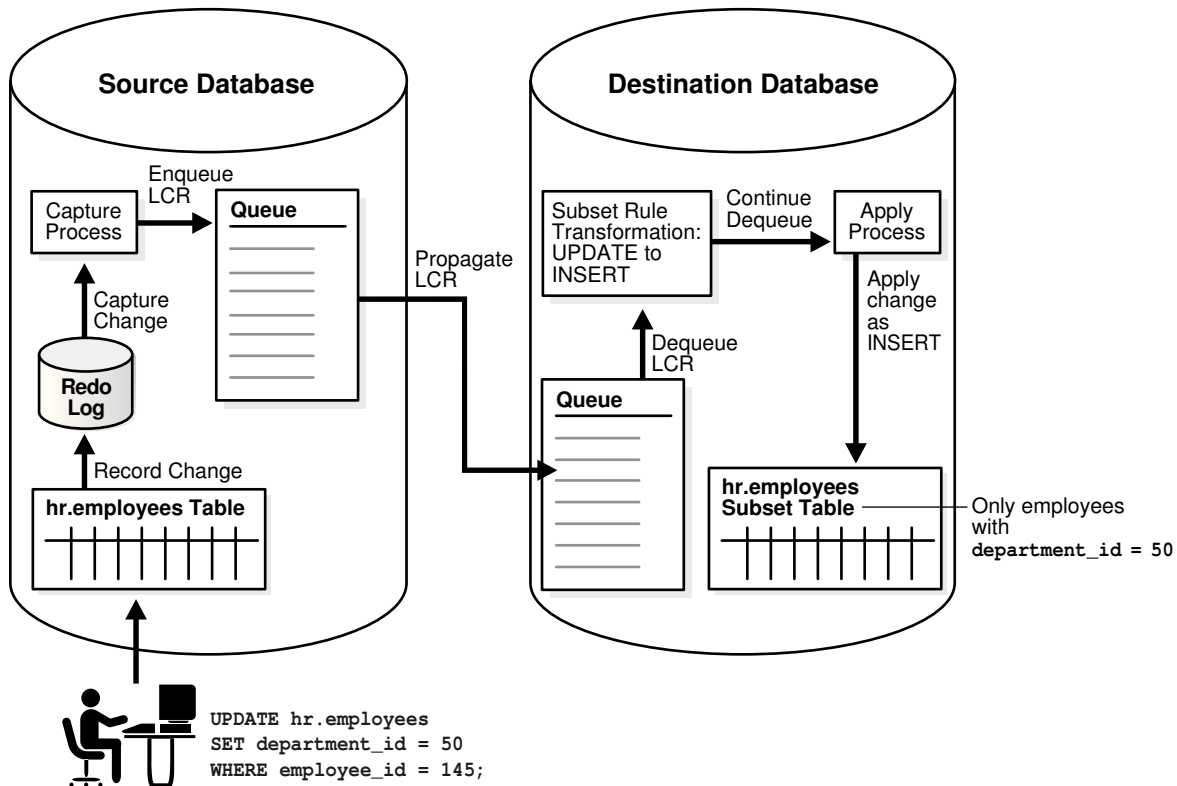 Source Database
Destination Database
Enqueue
LCR
Capture
Process
Queue
Capture
Change
Redo
Log
Record Change
hr.employees Table
Propagate
LCR
Subset Rule
Transformation:
UPDATE to
INSERT
Continue
Dequeue
Apply
Process
Apply
change
as
INSERT
Dequeue
LCR
Queue
hr.employees
Subset Table
Only employees
with
department_id = 50
UPDATE hr.employees
SET department_id = 50
WHERE employee_id = 145;